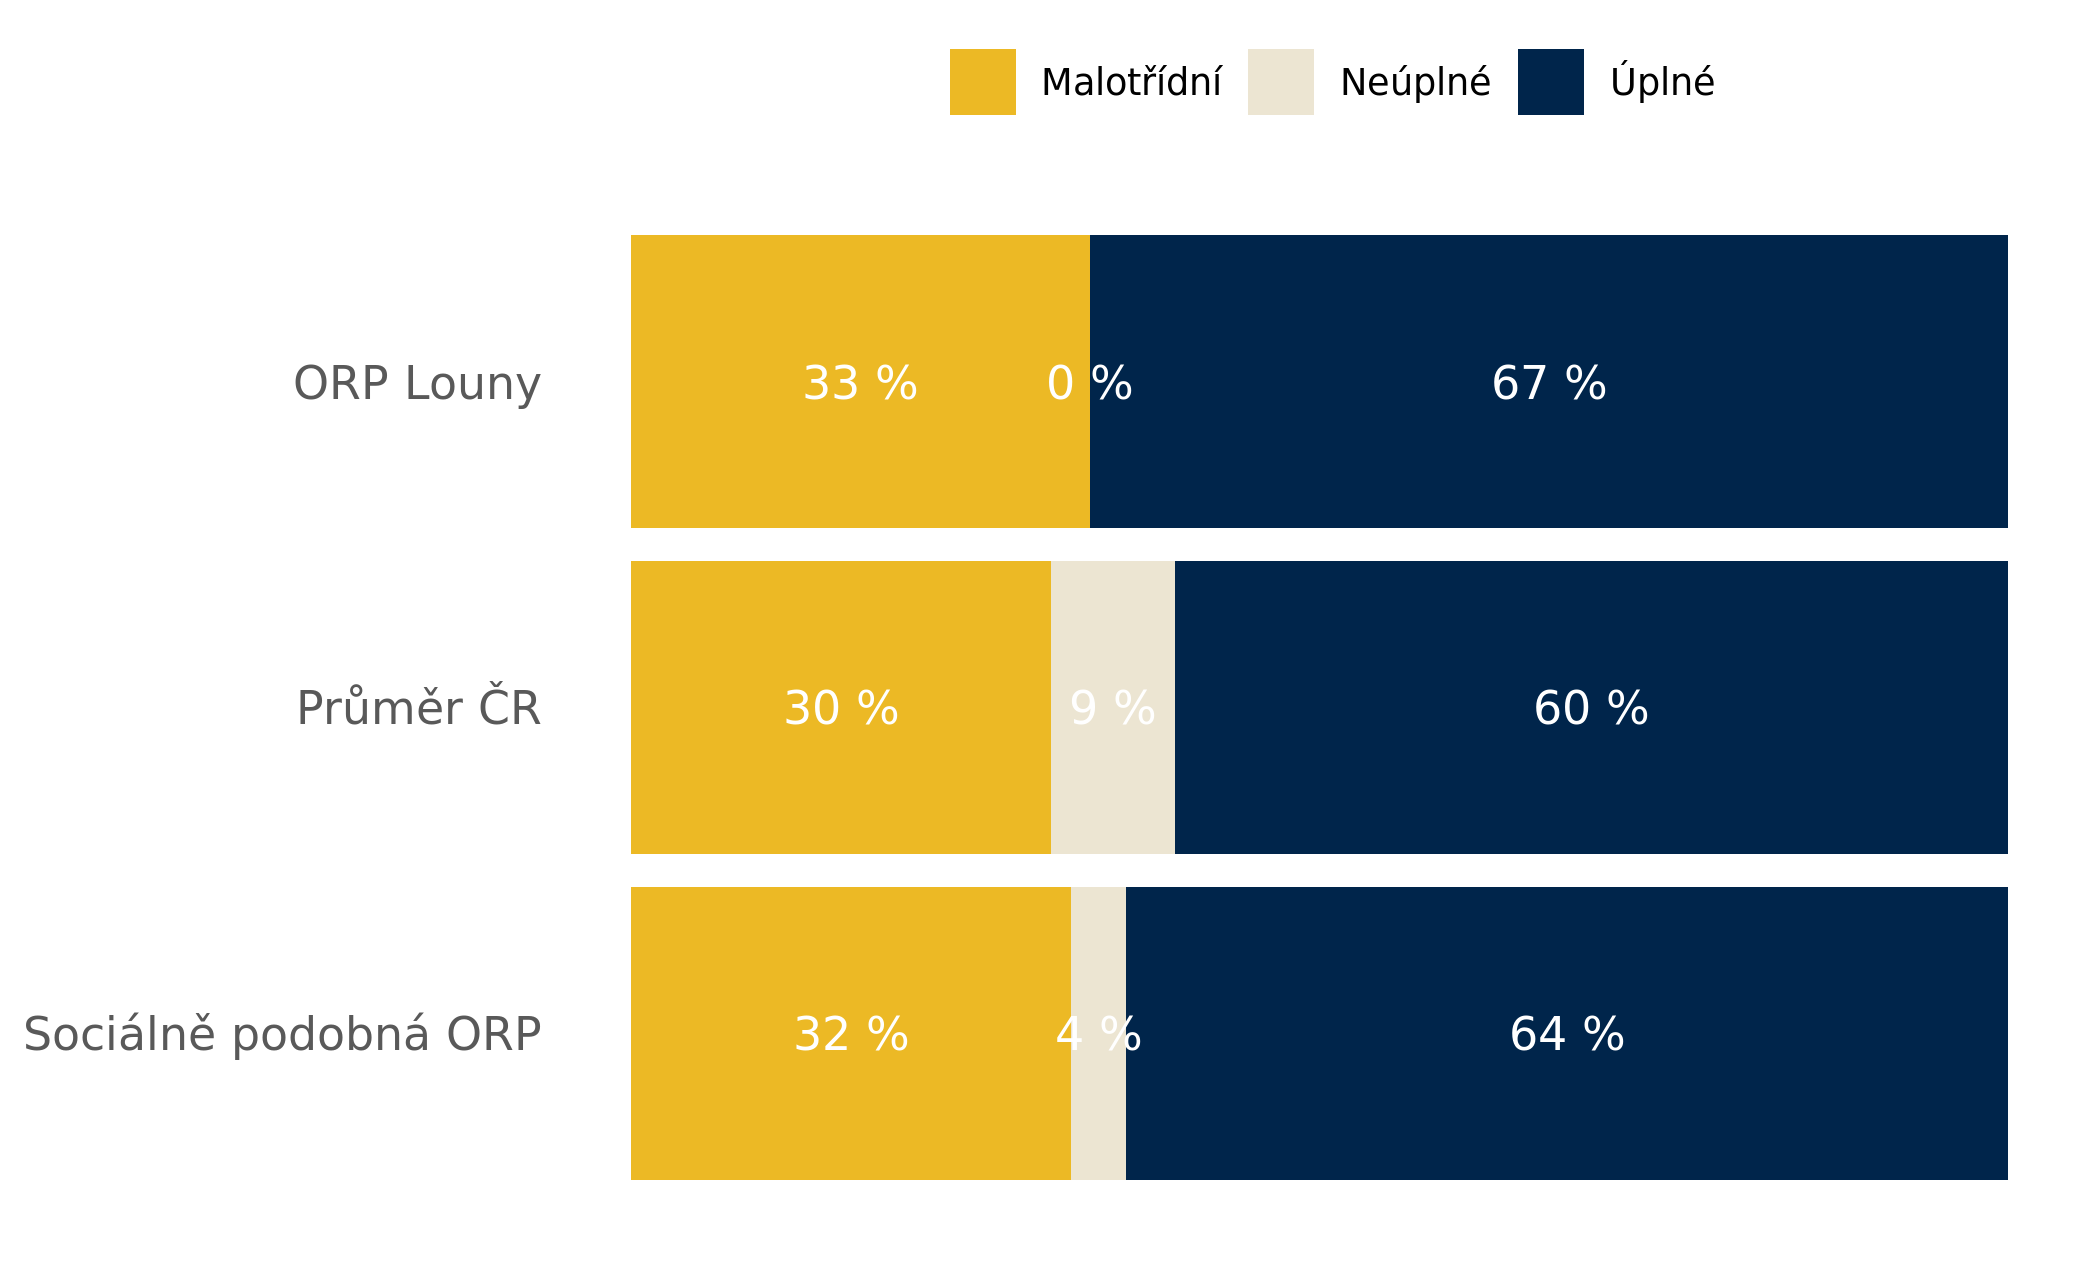 Malotřídní Neúplné Úplné
ORP Louny 33 % 0 % 67 %
Průměr ČR 30 % 9 % 60 %
Sociálně podobná ORP 32 % 4 % 64 %